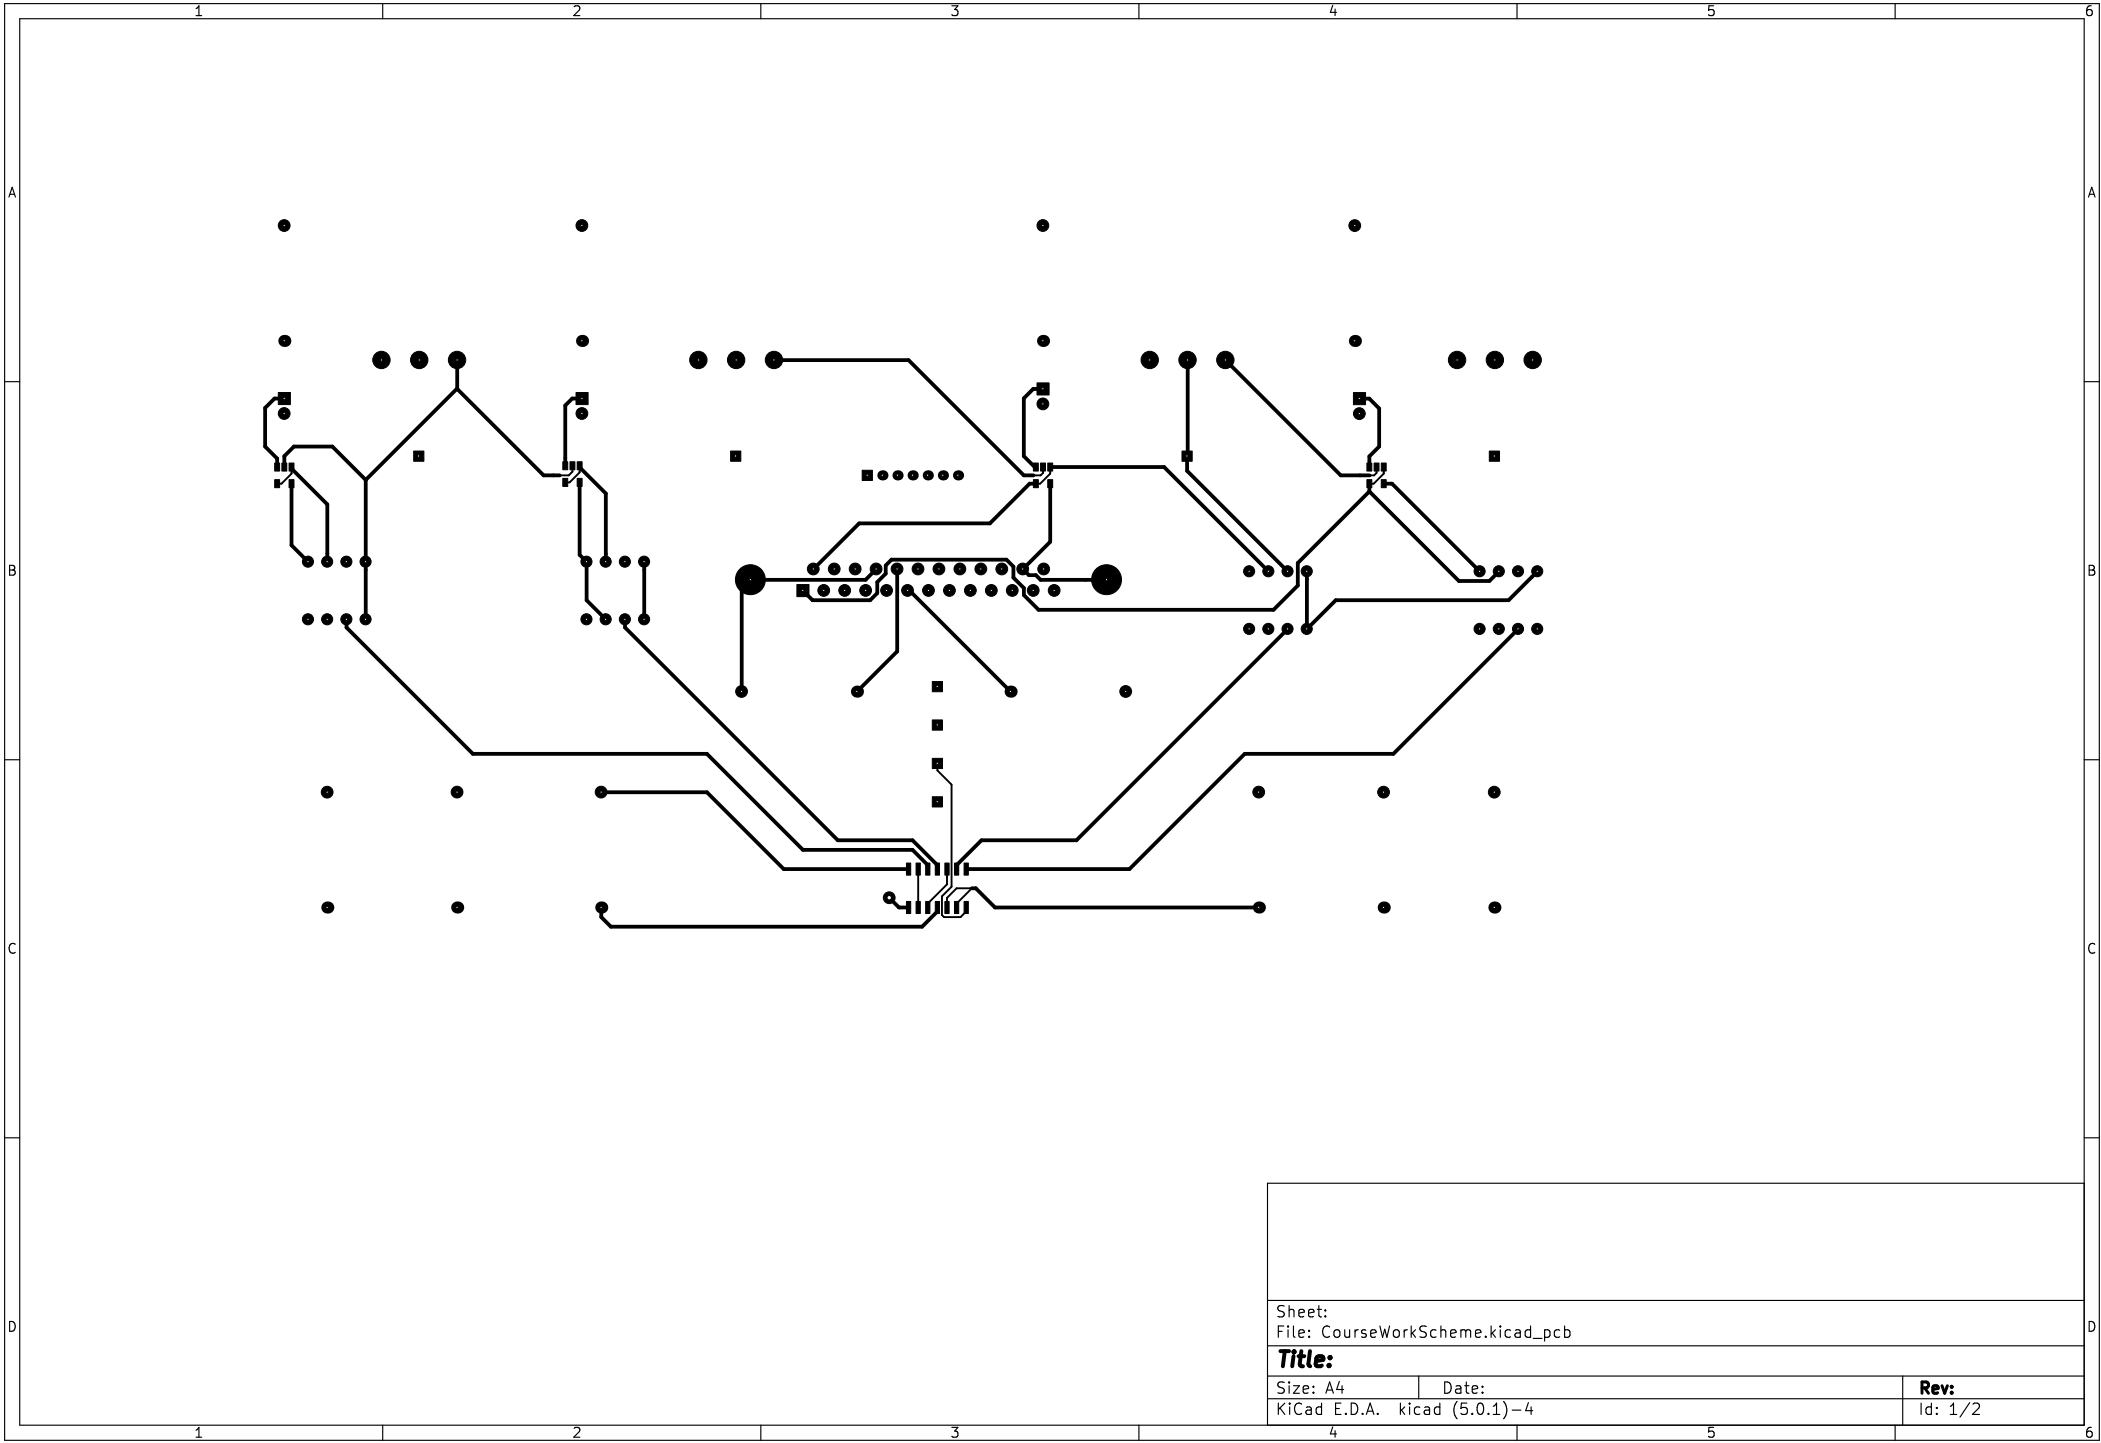 1 2 3 4 5 6
A A
B B
C C
D D
Sheet:
File: CourseWorkScheme.kicad_pcb
Title:
Size: A4 Date: Rev:
KiCad E.D.A. kicad (5.0.1)-4 Id: 1/2
1 2 3 4 5 6